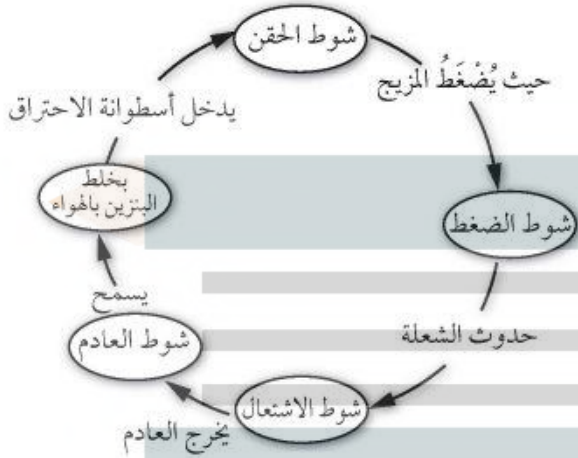 شوط الحقن
حيث يُضْغَطُ المزيج
شوط الضغط
حدوث الشعلة
شوط الاشتعال
يخرج العادم
شوط العادم
يسمح
بخلط
البنزين بالهواء
يدخل أسطوانة الاحتراق